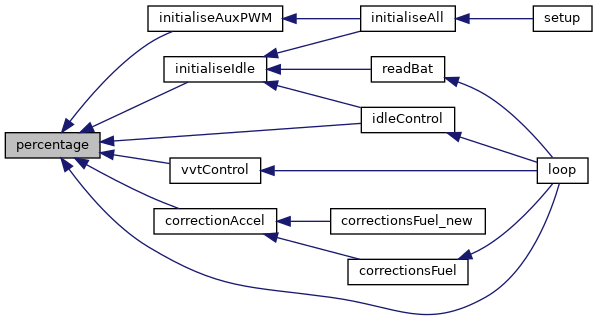 initialiseAuxPWM
initialiseAll
setup
initialiseIdle
readBat
idleControl
percentage
vvtControl
loop
correctionAccel
correctionsFuel_new
correctionsFuel